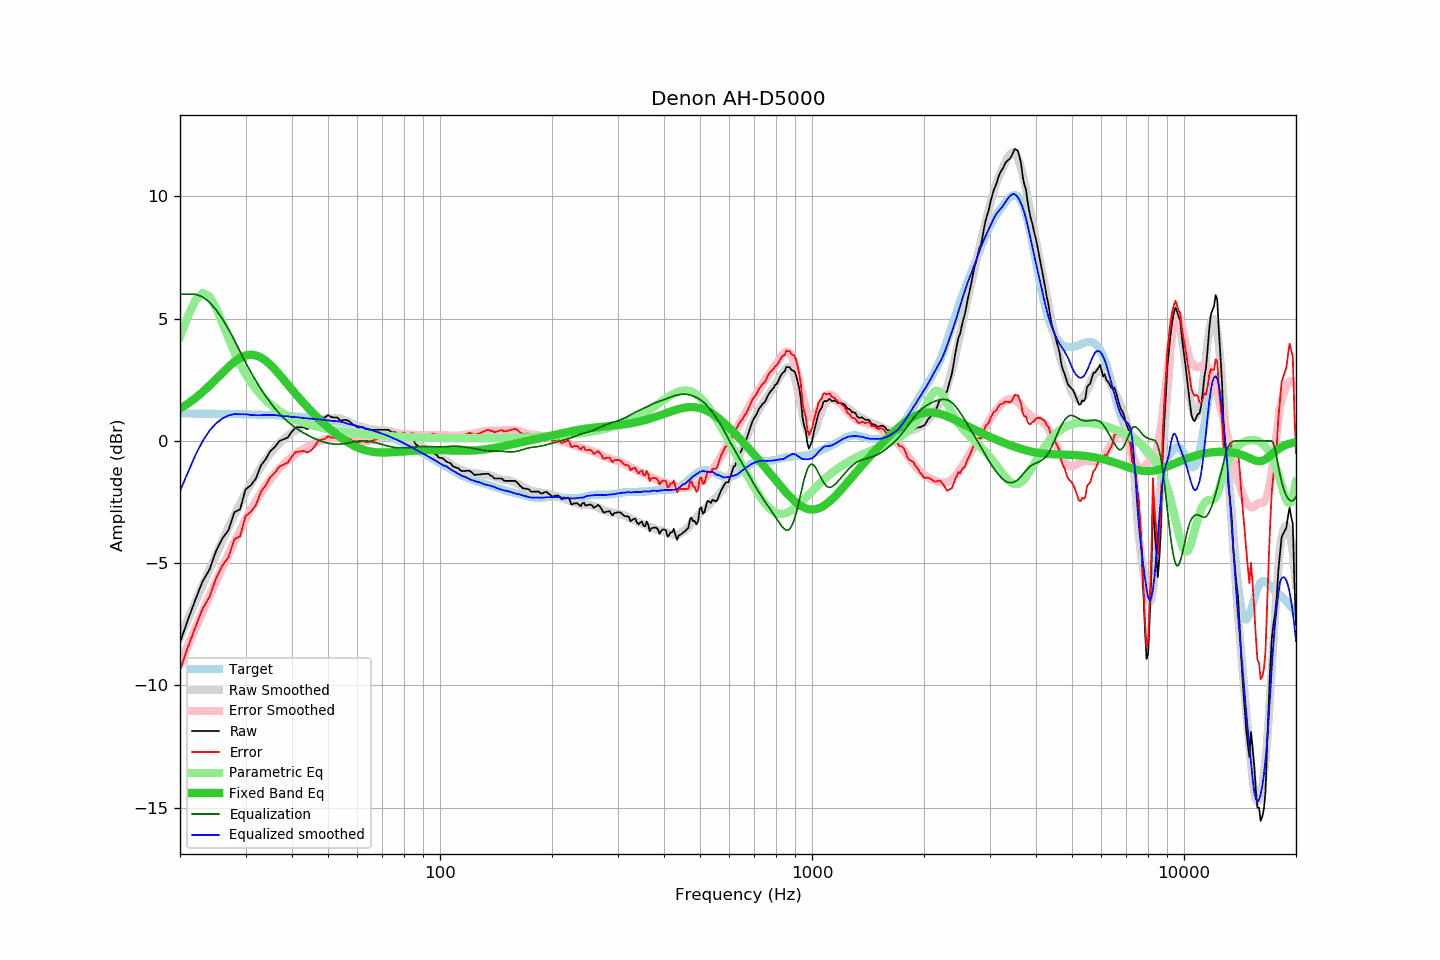 Denon AH-D5000
Amplitude (dBr)
10
5
0
−5
−10
−15
Target
Raw Smoothed
Error Smoothed
Raw
Error
Parametric Eq
Fixed Band Eq
Equalization
Equalized smoothed
100
1000
10000
Frequency (Hz)